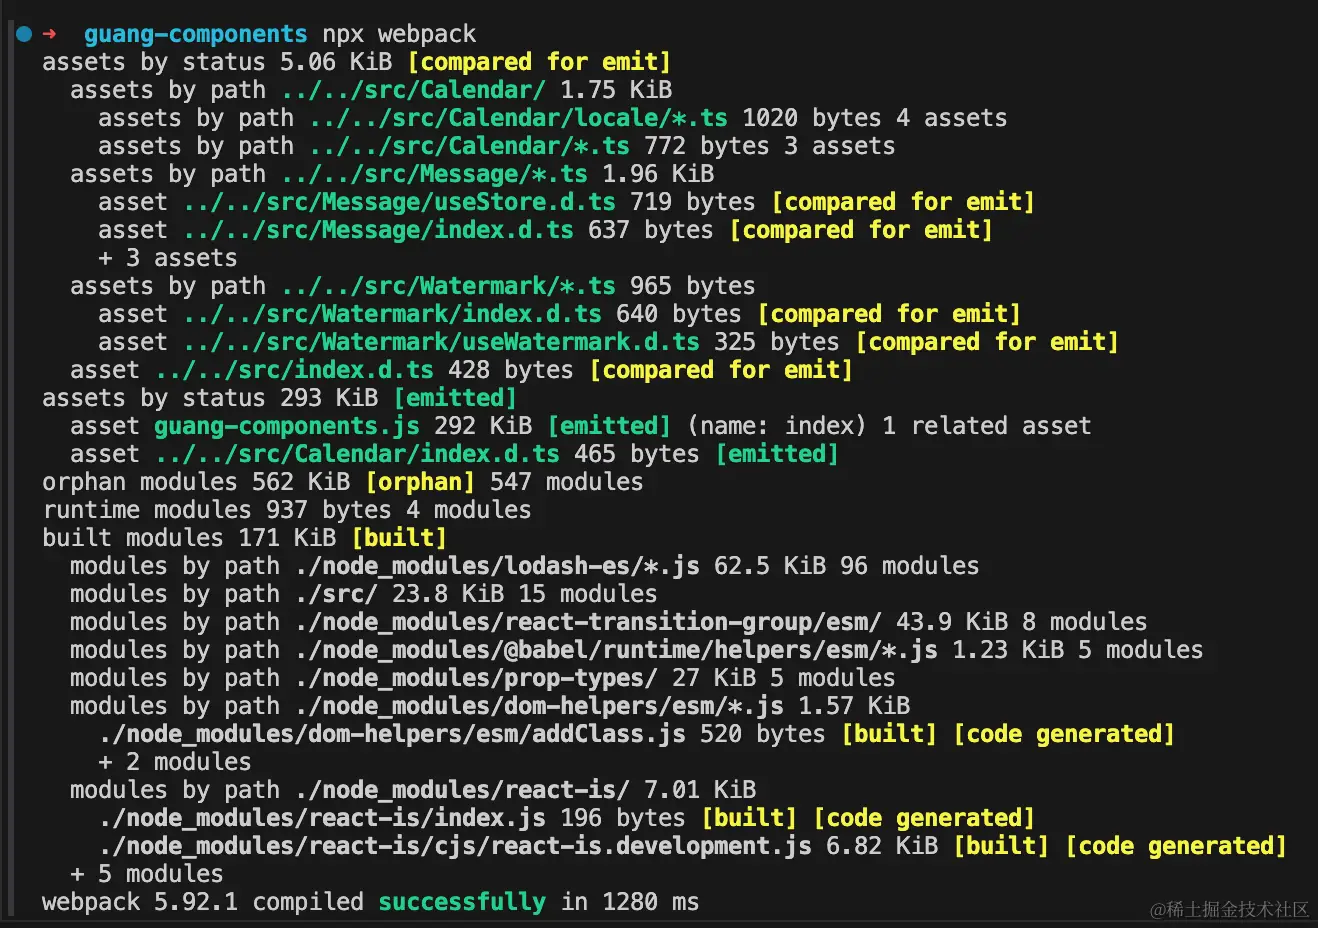 ➜ guang-components npx webpack
assets by status 5.06 KiB [compared for emit]
assets by path ../../src/Calendar/ 1.75 KiB
assets by path ../../src/Calendar/locale/*.ts 1020 bytes 4 assets
assets by path ../../src/Calendar/*.ts 772 bytes 3 assets
assets by path ../../src/Message/*.ts 1.96 KiB
asset ../../src/Message/useStore.d.ts 719 bytes [compared for emit]
asset ../../src/Message/index.d.ts 637 bytes [compared for emit]
+ 3 assets
assets by path ../../src/Watermark/*.ts 965 bytes
asset ../../src/Watermark/index.d.ts 640 bytes [compared for emit]
asset ../../src/Watermark/useWatermark.d.ts 325 bytes [compared for emit]
asset ../../src/index.d.ts 428 bytes [compared for emit]
assets by status 293 KiB [emitted]
asset guang-components.js 292 KiB [emitted] (name: index) 1 related asset
asset ../../src/Calendar/index.d.ts 465 bytes [emitted]
orphan modules 562 KiB [orphan] 547 modules
runtime modules 937 bytes 4 modules
built modules 171 KiB [built]
modules by path ./node_modules/lodash-es/*.js 62.5 KiB 96 modules
modules by path ./src/ 23.8 KiB 15 modules
modules by path ./node_modules/react-transition-group/esm/ 43.9 KiB 8 modules
modules by path ./node_modules/@babel/runtime/helpers/esm/*.js 1.23 KiB 5 modules
modules by path ./node_modules/prop-types/ 27 KiB 5 modules
modules by path ./node_modules/dom-helpers/esm/*.js 1.57 KiB
./node_modules/dom-helpers/esm/addClass.js 520 bytes [built] [code generated]
+ 2 modules
modules by path ./node_modules/react-is/ 7.01 KiB
./node_modules/react-is/index.js 196 bytes [built] [code generated]
./node_modules/react-is/cjs/react-is.development.js 6.82 KiB [built] [code generated]
+ 5 modules
webpack 5.92.1 compiled successfully in 1280 ms
@稀土掘金技术社区